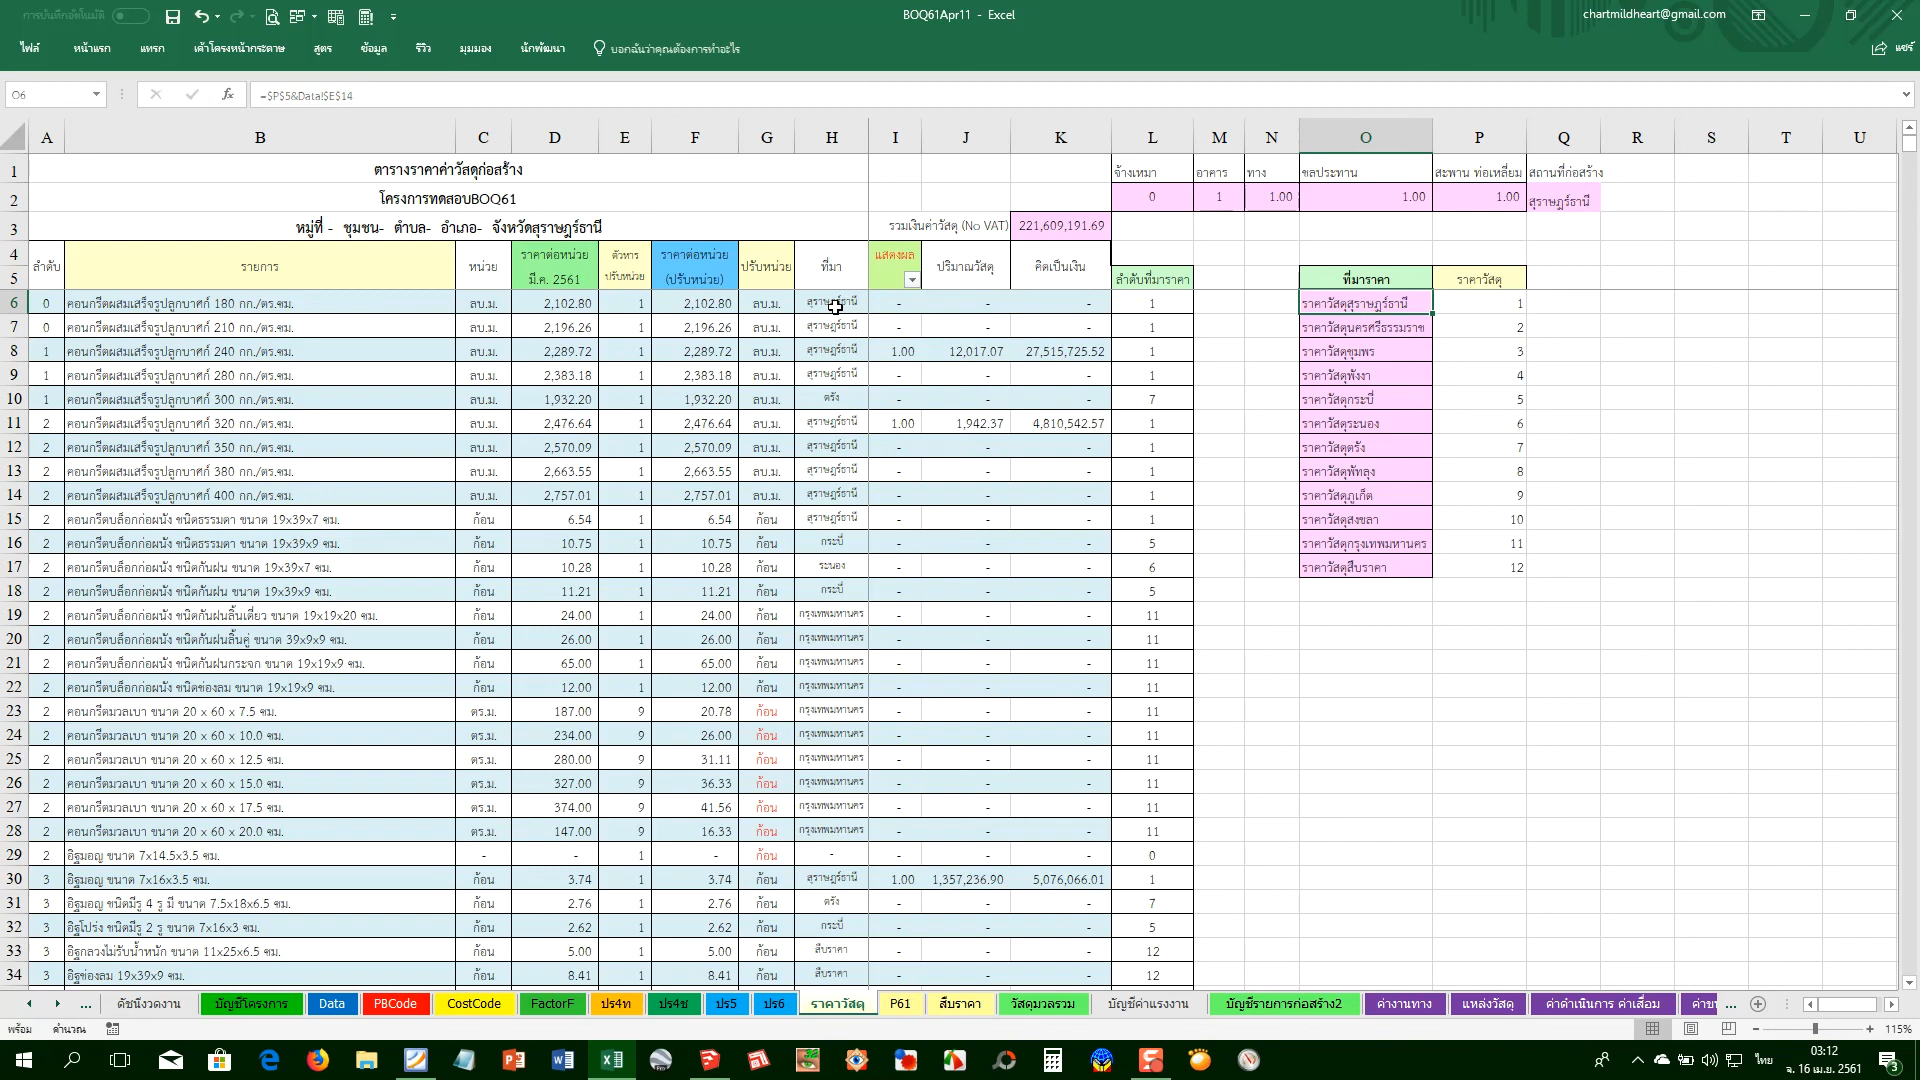 การบันทึกอัตโนมัติ
BOQ61Apr11 - Excel
chartmildheart@gmail.com
ไฟล์ หน้าแรก แทรก เค้าโครงหน้ากระดาษ สูตร ข้อมูล รีวิว มุมมอง นักพัฒนา บอกฉันว่าคุณต้องการทำอะไร แชร์
O6 fx =$P$5&Data!$E$14
A B C D E F G H I J K L M N O P Q R S T U
1 ตารางราคาค่าวัสดุก่อสร้าง จ้างเหมา อาคาร ทาง ชลประทาน สะพาน ท่อเหลี่ยม สถานที่ก่อสร้าง
2 โครงการทดสอบBOQ61 0 1 1.00 1.00 1.00 สุราษฎร์ธานี
3 หมู่ที่ - ชุมชน- ตำบล- อำเภอ- จังหวัดสุราษฎร์ธานี รวมเงินค่าวัสดุ (No VAT) 221,609,191.69
4 ลำดับ รายการ หน่วย ราคาต่อหน่วย ตัวหาร ราคาต่อหน่วย ปรับหน่วย ที่มา แสดงผล ปริมาณวัสดุ คิดเป็นเงิน
5 มี.ค. 2561 ปรับหน่วย (ปรับหน่วย) ลำดับที่มาราคา ที่มาราคา ราคาวัสดุ
6 0 คอนกรีตผสมเสร็จรูปลูกบาศก์ 180 กก./ตร.ซม. ลบ.ม. 2,102.80 1 2,102.80 ลบ.ม. สุราษฎร์ธานี - - - 1 ราคาวัสดุสุราษฎร์ธานี 1
7 0 คอนกรีตผสมเสร็จรูปลูกบาศก์ 210 กก./ตร.ซม. ลบ.ม. 2,196.26 1 2,196.26 ลบ.ม. สุราษฎร์ธานี - - - 1 ราคาวัสดุนครศรีธรรมราช 2
8 1 คอนกรีตผสมเสร็จรูปลูกบาศก์ 240 กก./ตร.ซม. ลบ.ม. 2,289.72 1 2,289.72 ลบ.ม. สุราษฎร์ธานี 1.00 12,017.07 27,515,725.52 1 ราคาวัสดุชุมพร 3
9 1 คอนกรีตผสมเสร็จรูปลูกบาศก์ 280 กก./ตร.ซม. ลบ.ม. 2,383.18 1 2,383.18 ลบ.ม. สุราษฎร์ธานี - - - 1 ราคาวัสดุพังงา 4
10 1 คอนกรีตผสมเสร็จรูปลูกบาศก์ 300 กก./ตร.ซม. ลบ.ม. 1,932.20 1 1,932.20 ลบ.ม. ตรัง - - - 7 ราคาวัสดุกระบี่ 5
11 2 คอนกรีตผสมเสร็จรูปลูกบาศก์ 320 กก./ตร.ซม. ลบ.ม. 2,476.64 1 2,476.64 ลบ.ม. สุราษฎร์ธานี 1.00 1,942.37 4,810,542.57 1 ราคาวัสดุระนอง 6
12 2 คอนกรีตผสมเสร็จรูปลูกบาศก์ 350 กก./ตร.ซม. ลบ.ม. 2,570.09 1 2,570.09 ลบ.ม. สุราษฎร์ธานี - - - 1 ราคาวัสดุตรัง 7
13 2 คอนกรีตผสมเสร็จรูปลูกบาศก์ 380 กก./ตร.ซม. ลบ.ม. 2,663.55 1 2,663.55 ลบ.ม. สุราษฎร์ธานี - - - 1 ราคาวัสดุพัทลุง 8
14 2 คอนกรีตผสมเสร็จรูปลูกบาศก์ 400 กก./ตร.ซม. ลบ.ม. 2,757.01 1 2,757.01 ลบ.ม. สุราษฎร์ธานี - - - 1 ราคาวัสดุภูเก็ต 9
15 2 คอนกรีตบล็อกก่อผนัง ชนิดธรรมดา ขนาด 19x39x7 ซม. ก้อน 6.54 1 6.54 ก้อน สุราษฎร์ธานี - - - 1 ราคาวัสดุสงขลา 10
16 2 คอนกรีตบล็อกก่อผนัง ชนิดธรรมดา ขนาด 19x39x9 ซม. ก้อน 10.75 1 10.75 ก้อน กระบี่ - - - 5 ราคาวัสดุกรุงเทพมหานคร 11
17 2 คอนกรีตบล็อกก่อผนัง ชนิดกันฝน ขนาด 19x39x7 ซม. ก้อน 10.28 1 10.28 ก้อน ระนอง - - - 6 ราคาวัสดุสืบราคา 12
18 2 คอนกรีตบล็อกก่อผนัง ชนิดกันฝน ขนาด 19x39x9 ซม. ก้อน 11.21 1 11.21 ก้อน กระบี่ - - - 5
19 2 คอนกรีตบล็อกก่อผนัง ชนิดกันฝนลิ้นเดี่ยว ขนาด 19x19x20 ซม. ก้อน 24.00 1 24.00 ก้อน กรุงเทพมหานคร - - - 11
20 2 คอนกรีตบล็อกก่อผนัง ชนิดกันฝนลิ้นคู่ ขนาด 39x9x9 ซม. ก้อน 26.00 1 26.00 ก้อน กรุงเทพมหานคร - - - 11
21 2 คอนกรีตบล็อกก่อผนัง ชนิดกันฝนกระจก ขนาด 19x19x9 ซม. ก้อน 65.00 1 65.00 ก้อน กรุงเทพมหานคร - - - 11
22 2 คอนกรีตบล็อกก่อผนัง ชนิดช่องลม ขนาด 19x19x9 ซม. ก้อน 12.00 1 12.00 ก้อน กรุงเทพมหานคร - - - 11
23 2 คอนกรีตมวลเบา ขนาด 20 x 60 x 7.5 ซม. ตร.ม. 187.00 9 20.78 ก้อน กรุงเทพมหานคร - - - 11
24 2 คอนกรีตมวลเบา ขนาด 20 x 60 x 10.0 ซม. ตร.ม. 234.00 9 26.00 ก้อน กรุงเทพมหานคร - - - 11
25 2 คอนกรีตมวลเบา ขนาด 20 x 60 x 12.5 ซม. ตร.ม. 280.00 9 31.11 ก้อน กรุงเทพมหานคร - - - 11
26 2 คอนกรีตมวลเบา ขนาด 20 x 60 x 15.0 ซม. ตร.ม. 327.00 9 36.33 ก้อน กรุงเทพมหานคร - - - 11
27 2 คอนกรีตมวลเบา ขนาด 20 x 60 x 17.5 ซม. ตร.ม. 374.00 9 41.56 ก้อน กรุงเทพมหานคร - - - 11
28 2 คอนกรีตมวลเบา ขนาด 20 x 60 x 20.0 ซม. ตร.ม. 147.00 9 16.33 ก้อน กรุงเทพมหานคร - - - 11
29 2 อิฐมอญ ขนาด 7x14.5x3.5 ซม. - - 1 - ก้อน - - - - 0
30 3 อิฐมอญ ขนาด 7x16x3.5 ซม. ก้อน 3.74 1 3.74 ก้อน สุราษฎร์ธานี 1.00 1,357,236.90 5,076,066.01 1
31 3 อิฐมอญ ชนิดมีรู 4 รู มี ขนาด 7.5x18x6.5 ซม. ก้อน 2.76 1 2.76 ก้อน ตรัง - - - 7
32 3 อิฐโปร่ง ชนิดมีรู 2 รู ขนาด 7x16x3 ซม. ก้อน 2.62 1 2.62 ก้อน กระบี่ - - - 5
33 3 อิฐกลวงไม่รับน้ำหนัก ขนาด 11x25x6.5 ซม. ก้อน 5.00 1 5.00 ก้อน สืบราคา - - - 12
34 3 อิฐช่องลม 19x39x9 ซม. ก้อน 8.41 1 8.41 ก้อน สืบราคา - - - 12
... ดัชนีงวดงาน บัญชีโครงการ Data PBCode CostCode FactorF ปร4ท ปร4ช ปร5 ปร6 ราคาวัสดุ P61 สืบราคา วัสดุมวลรวม บัญชีค่าแรงงาน บัญชีรายการก่อสร้าง2 ค่างานทาง แหล่งวัสดุ ค่าดำเนินการ ค่าเสื่อม ค่าข ...
พร้อม คำนวณ 115%
ไทย 03:12
จ. 16 เม.ย. 2561 3